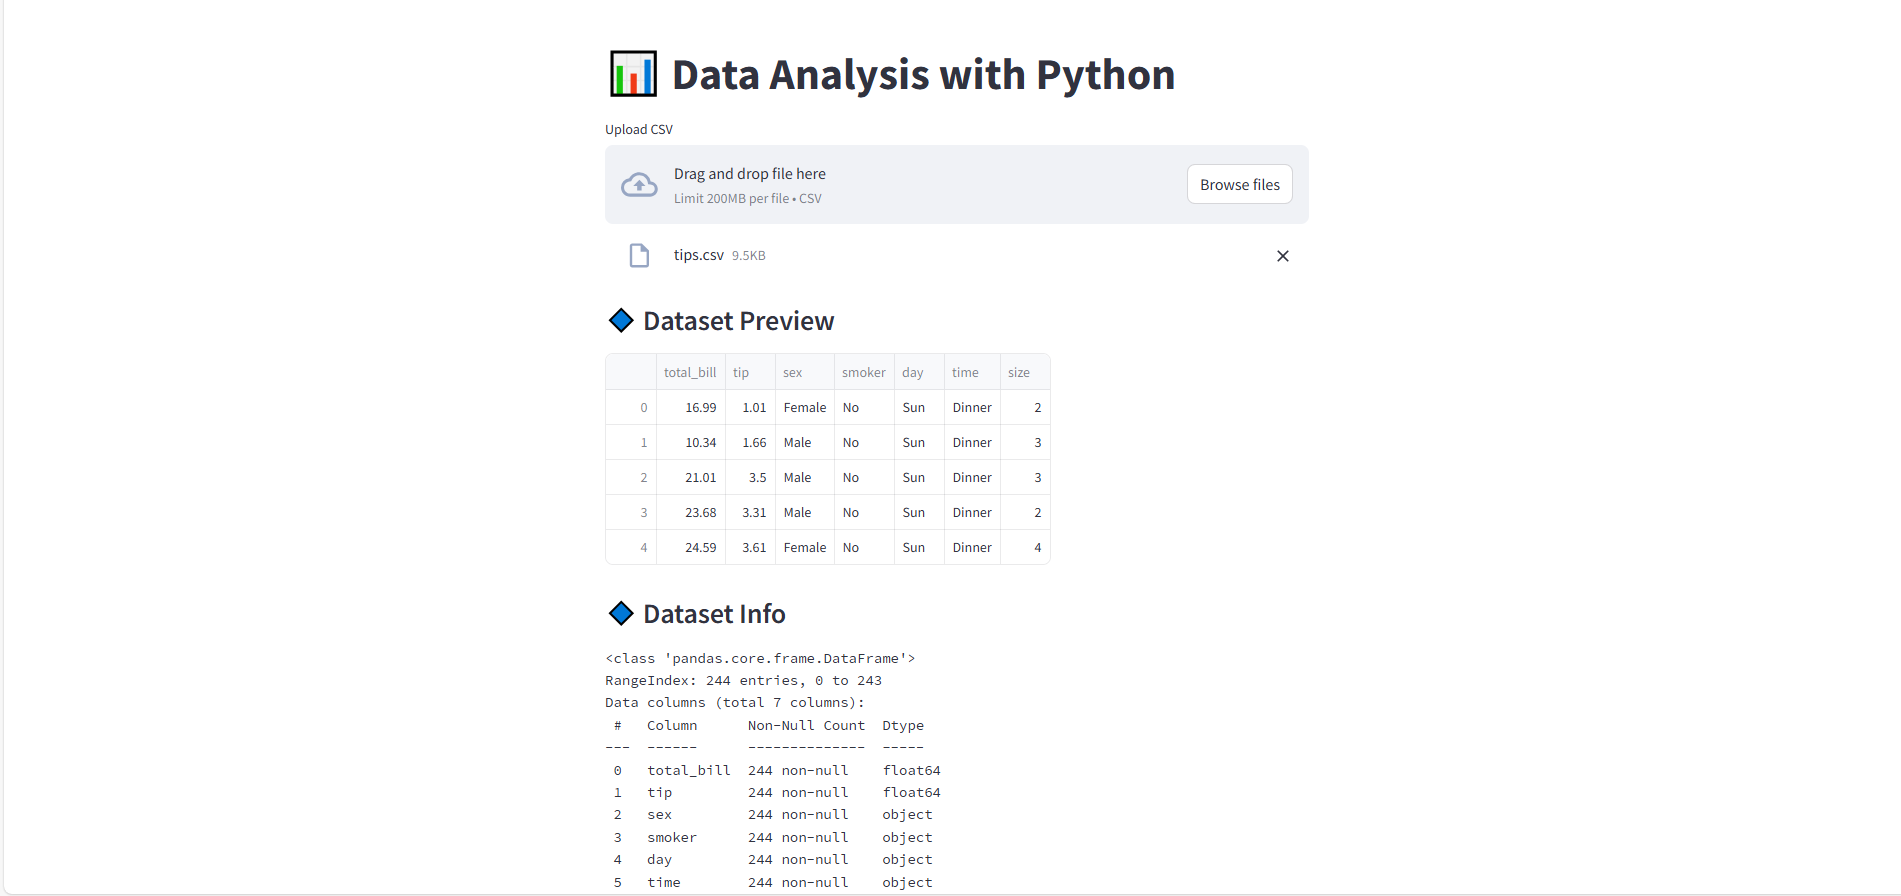 Data Analysis with Python
Upload CSV
Drag and drop file here
Limit 200MB per file • CSV
Browse files
tips.csv 9.5KB
Dataset Preview
total_bill tip sex smoker day time size
0 16.99 1.01 Female No Sun Dinner 2
1 10.34 1.66 Male No Sun Dinner 3
2 21.01 3.5 Male No Sun Dinner 3
3 23.68 3.31 Male No Sun Dinner 2
4 24.59 3.61 Female No Sun Dinner 4
Dataset Info
<class 'pandas.core.frame.DataFrame'>
RangeIndex: 244 entries, 0 to 243
Data columns (total 7 columns):
 #   Column      Non-Null Count  Dtype
---  ------      --------------  -----
 0   total_bill  244 non-null    float64
 1   tip         244 non-null    float64
 2   sex         244 non-null    object
 3   smoker      244 non-null    object
 4   day         244 non-null    object
 5   time        244 non-null    object